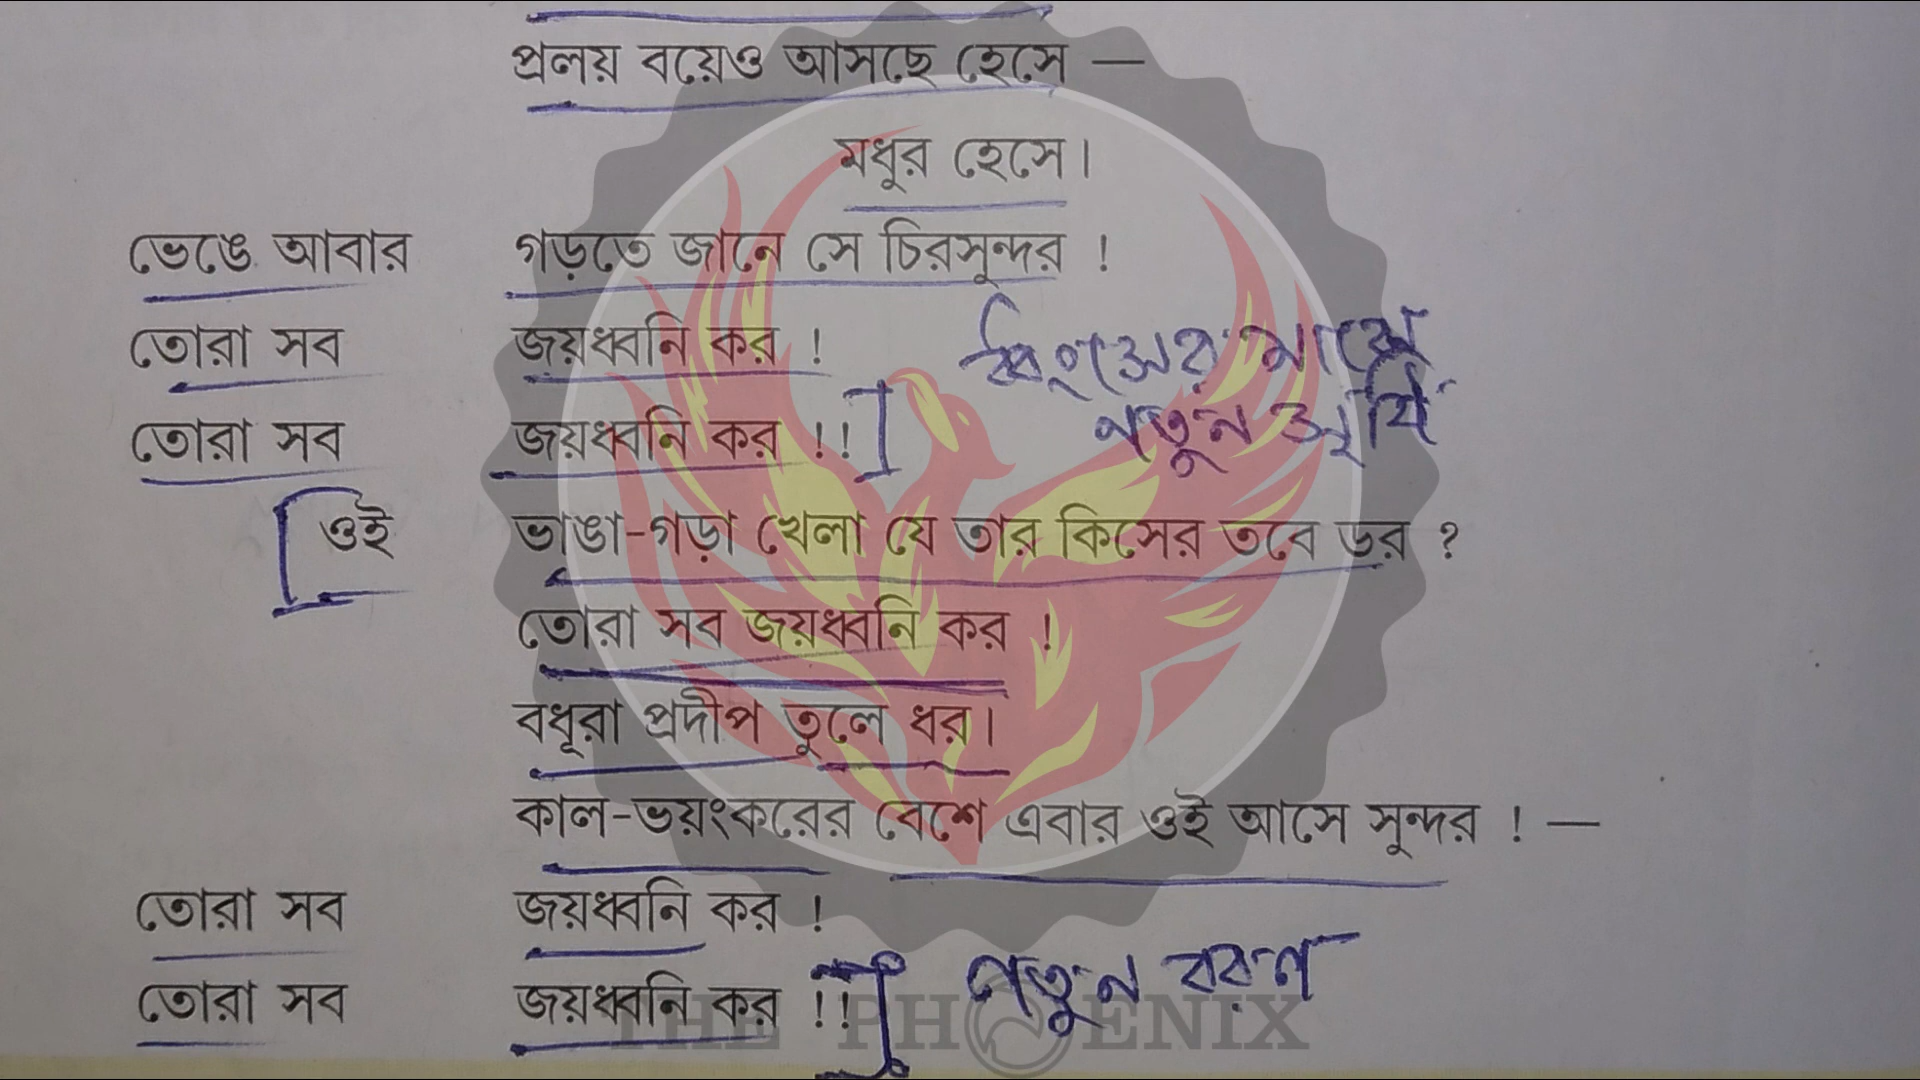 প্রলয় বয়েও আসছে হেসে —
মধুর হেসে।
ভেঙে আবার গড়তে জানে সে চিরসুন্দর !
তোরা সব জয়ধ্বনি কর !
তোরা সব জয়ধ্বনি কর !!
ধ্বংসের মাঝে
নতুন সৃষ্টি
ওই ভাঙা-গড়া খেলা যে তার কিসের তবে ডর ?
তোরা সব জয়ধ্বনি কর !
বধূরা প্রদীপ তুলে ধর।
কাল-ভয়ংকরের বেশে এবার ওই আসে সুন্দর ! —
তোরা সব জয়ধ্বনি কর !
তোরা সব জয়ধ্বনি কর !!
নতুন বরণ
THE PHOENIX